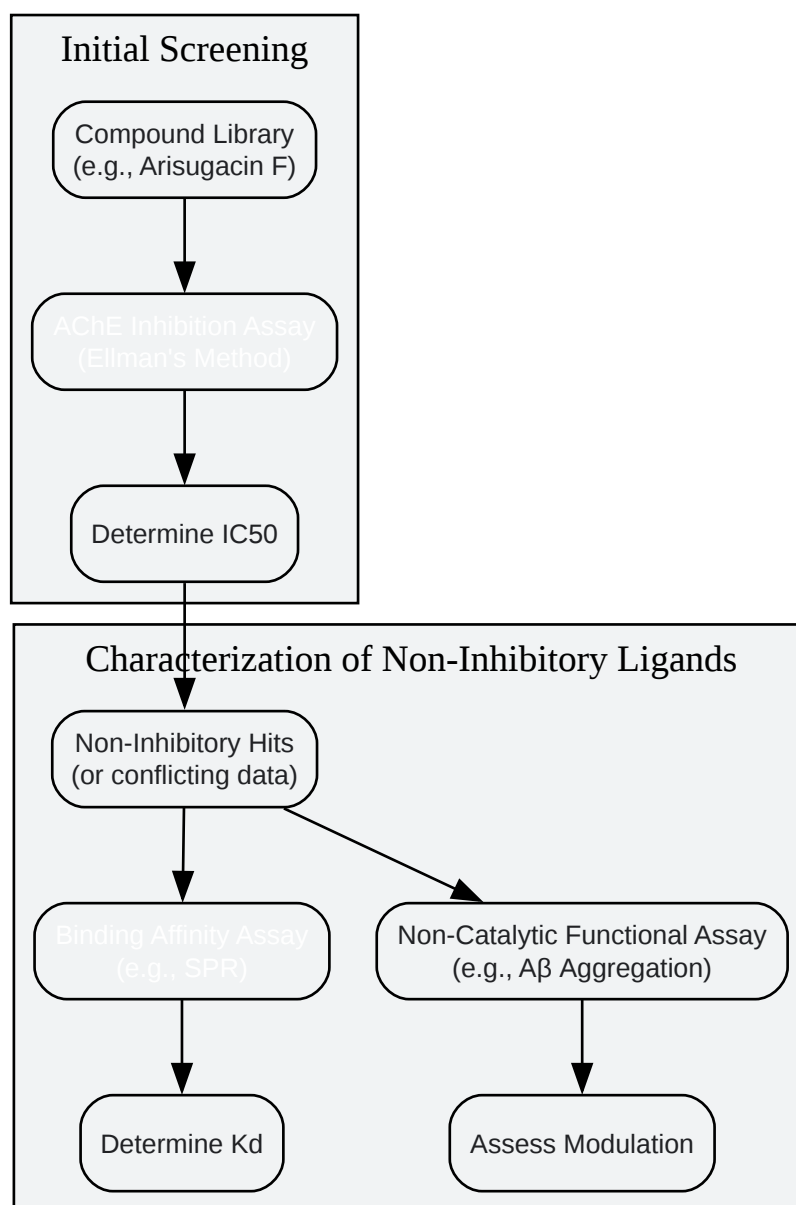 Initial Screening
Compound Library
(e.g., Arisugacin F)
AChE Inhibition Assay
(Ellman's Method)
Determine IC50
Characterization of Non-Inhibitory Ligands
Non-Inhibitory Hits
(or conflicting data)
Binding Affinity Assay
(e.g., SPR)
Non-Catalytic Functional Assay
(e.g., Aβ Aggregation)
Determine Kd
Assess Modulation